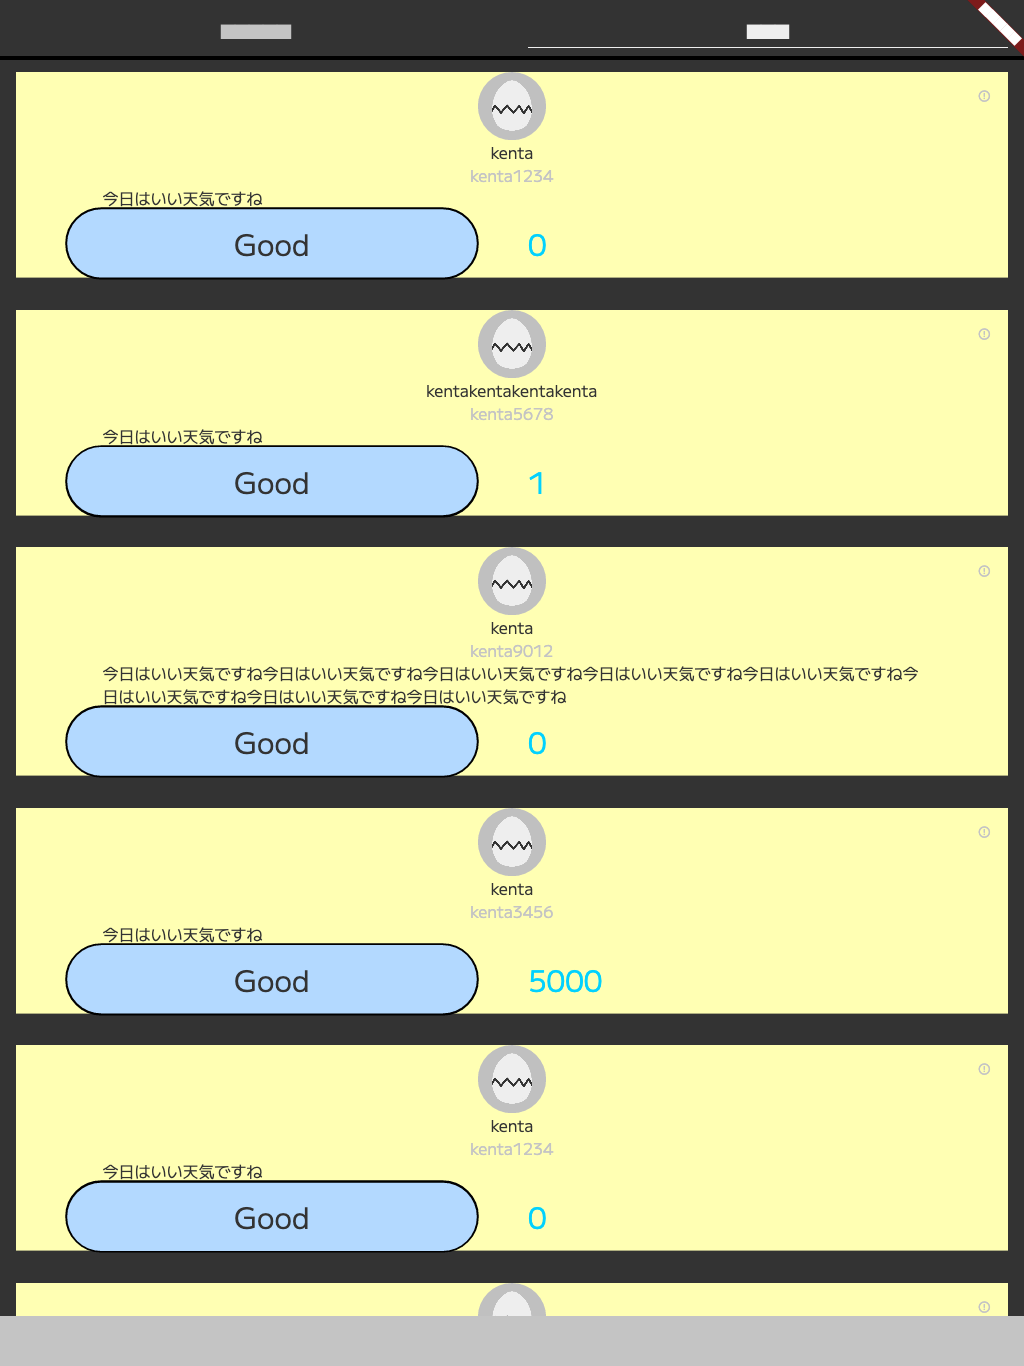 kenta
kenta1234
今日はいい天気ですね
Good 0
kentakentakentakenta
kenta5678
今日はいい天気ですね
Good 1
kenta
kenta9012
今日はいい天気ですね今日はいい天気ですね今日はいい天気ですね今日はいい天気ですね今日はいい天気ですね今
日はいい天気ですね今日はいい天気ですね今日はいい天気ですね
Good 0
kenta
kenta3456
今日はいい天気ですね
Good 5000
kenta
kenta1234
今日はいい天気ですね
Good 0